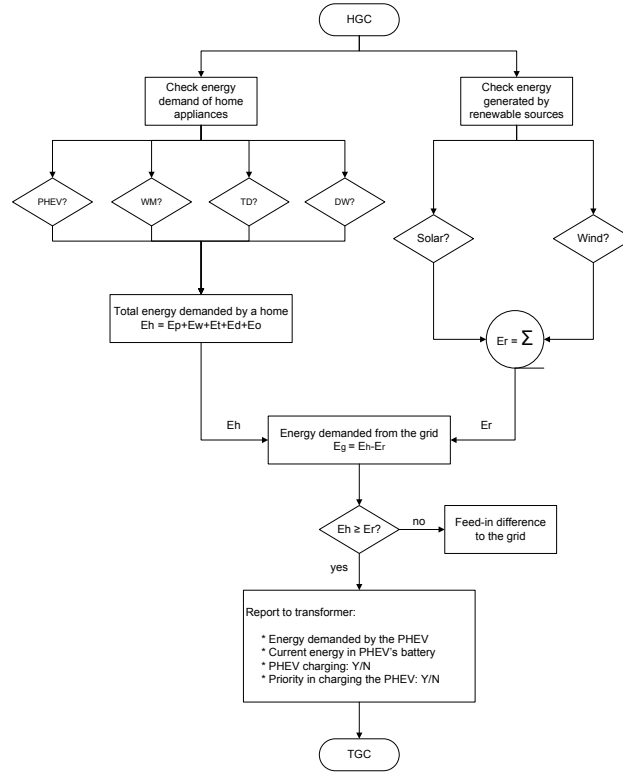 HGC
Check energy
demand of home
appliances
Check energy
generated by
renewable sources
PHEV?
WM?
TD?
DW?
Solar?
Wind?
Total energy demanded by a home
Eh = Ep+Ew+Et+Ed+Eo
Er = Σ
Eh
Er
Energy demanded from the grid
Eg = Eh-Er
Eh ≥ Er?
no
Feed-in difference
to the grid
yes
Report to transformer:
* Energy demanded by the PHEV
* Current energy in PHEV's battery
* PHEV charging: Y/N
* Priority in charging the PHEV: Y/N
TGC